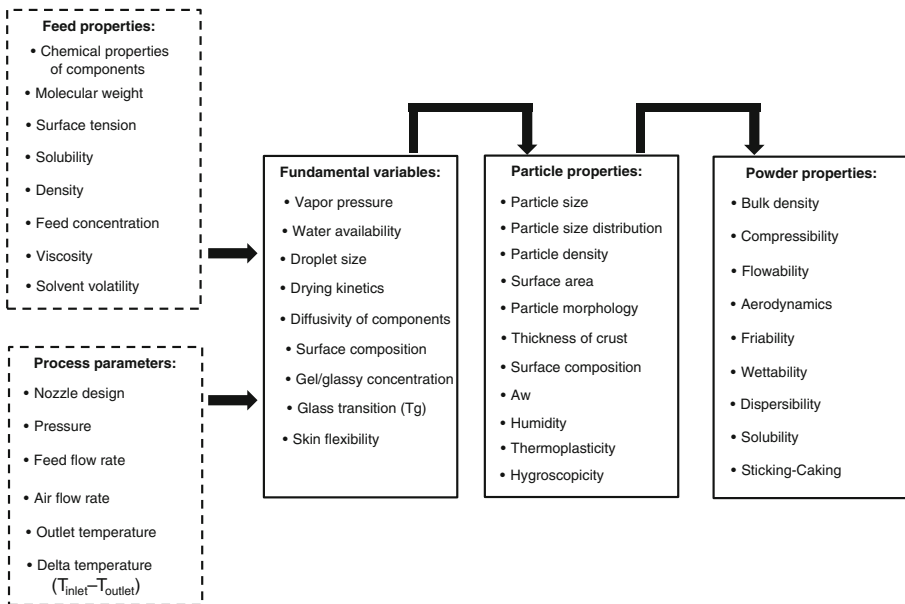 Feed properties:
• Chemical properties
of components
• Molecular weight
• Surface tension
• Solubility
• Density
• Feed concentration
• Viscosity
• Solvent volatility
Process parameters:
• Nozzle design
• Pressure
• Feed flow rate
• Air flow rate
• Outlet temperature
• Delta temperature
(Tinlet–Toutlet)
Fundamental variables:
• Vapor pressure
• Water availability
• Droplet size
• Drying kinetics
• Diffusivity of components
• Surface composition
• Gel/glassy concentration
• Glass transition (Tg)
• Skin flexibility
Particle properties:
• Particle size
• Particle size distribution
• Particle density
• Surface area
• Particle morphology
• Thickness of crust
• Surface composition
• Aw
• Humidity
• Thermoplasticity
• Hygroscopicity
Powder properties:
• Bulk density
• Compressibility
• Flowability
• Aerodynamics
• Friability
• Wettability
• Dispersibility
• Solubility
• Sticking-Caking